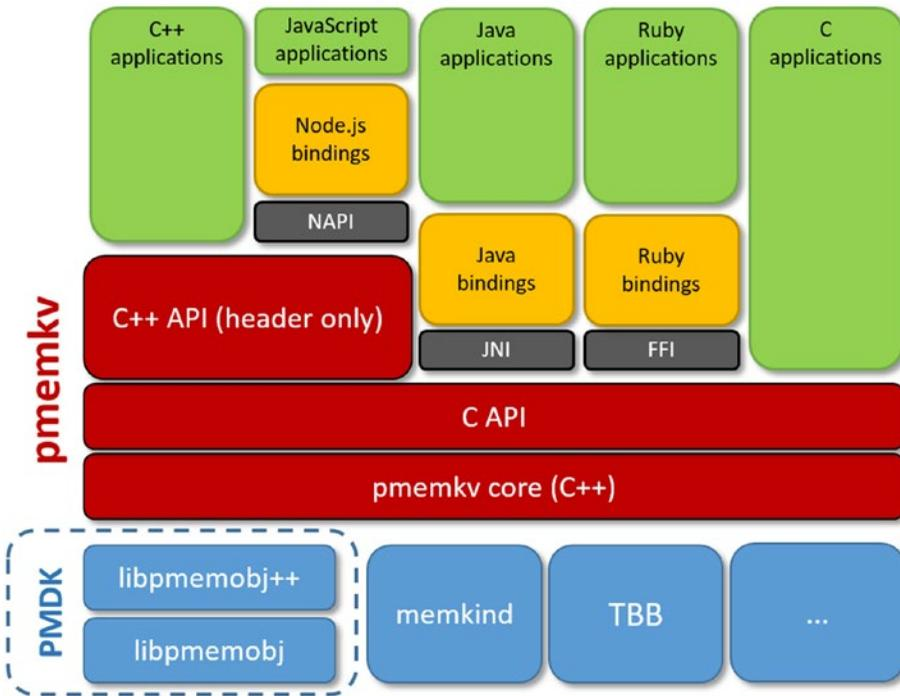 C++
applications
JavaScript
applications
Java
applications
Ruby
applications
C
applications
Node.js
bindings
NAPI
Java
bindings
Ruby
bindings
C++ API (header only)
JNI
FFI
pmemkv
C API
pmemkv core (C++)
PMDK
libpmemobj++
libpmemobj
memkind
TBB
...